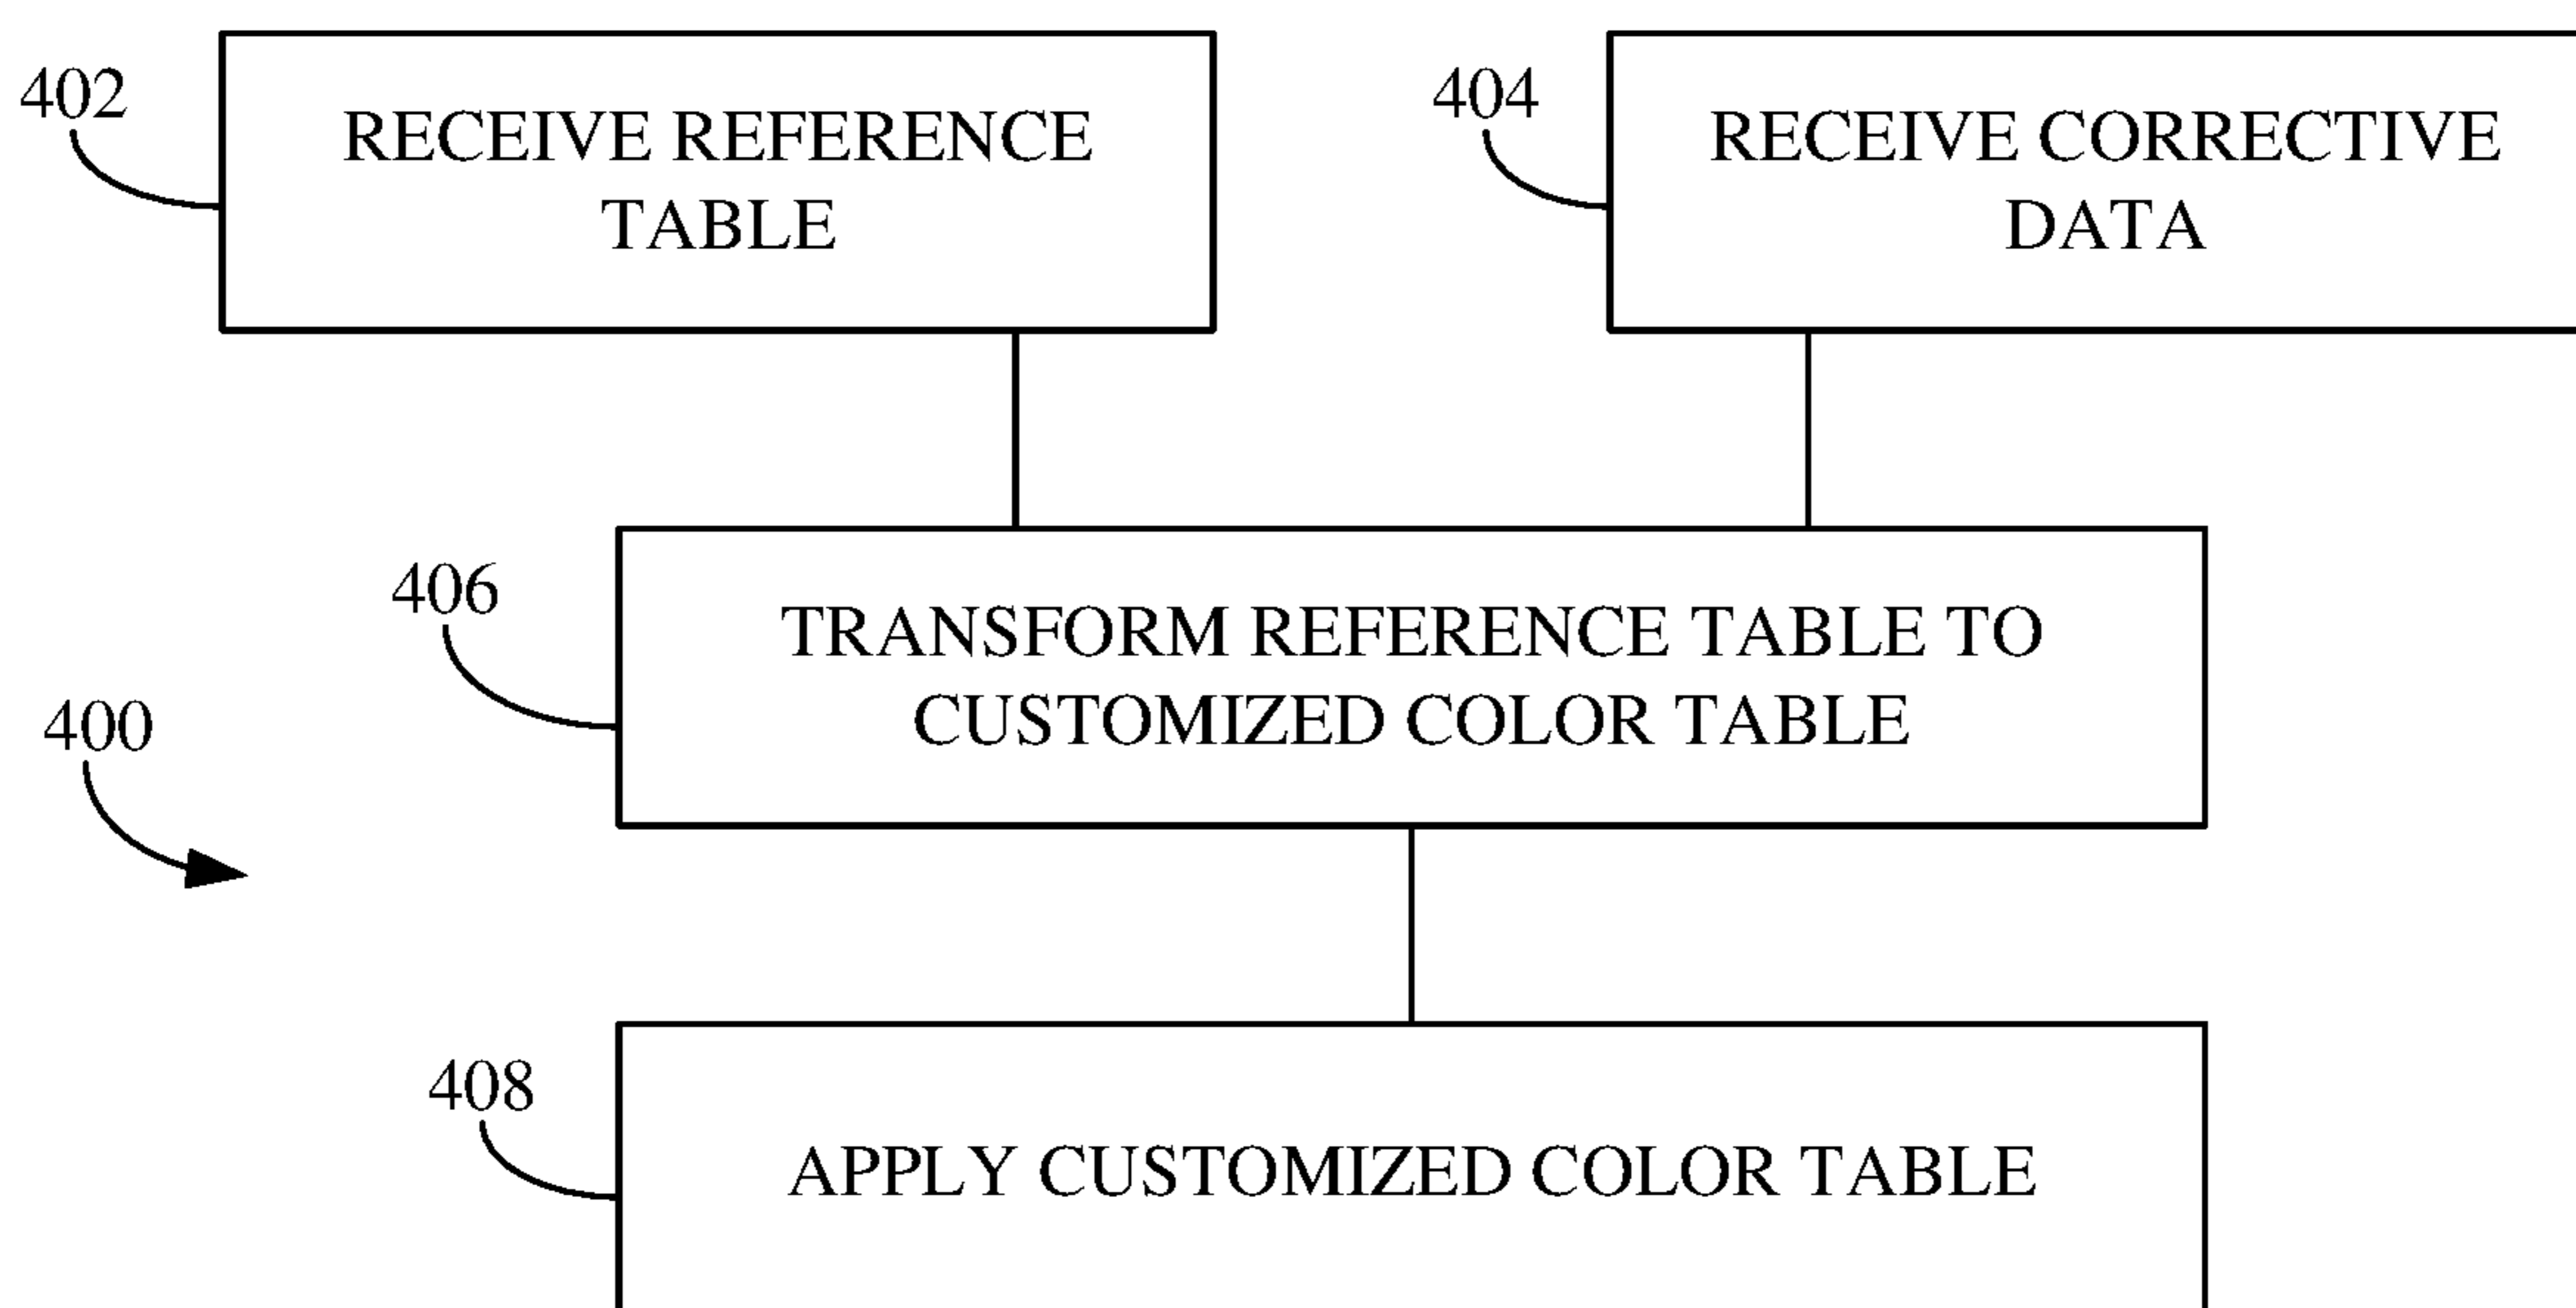 402
RECEIVE REFERENCE
TABLE
404
RECEIVE CORRECTIVE
DATA
406
TRANSFORM REFERENCE TABLE TO
CUSTOMIZED COLOR TABLE
400
408
APPLY CUSTOMIZED COLOR TABLE